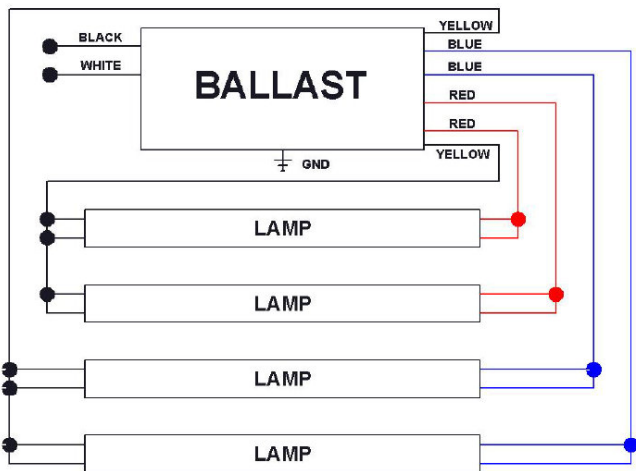 YELLOW
BLACK
BLUE
WHITE
BLUE
BALLAST
RED
RED
YELLOW
GND
LAMP
LAMP
LAMP
LAMP